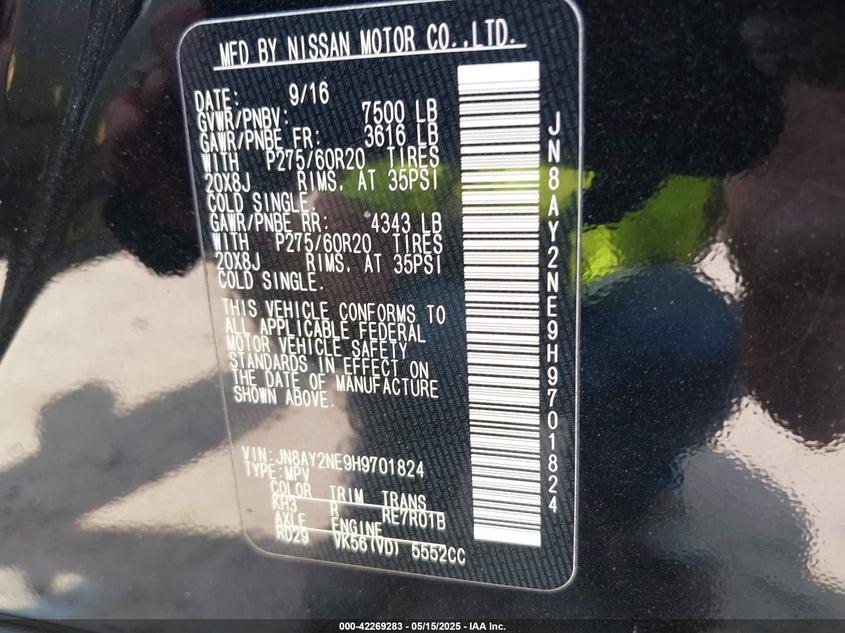 MFD BY NISSAN MOTOR CO.,LTD.
DATE: 9/16
GVWR/PNBV: 7500 LB
GAWR/PNBE FR: 3616 LB
WITH P275/60R20 TIRES
20X8J RIMS. AT 35PSI
COLD SINGLE.
GAWR/PNBE RR: 4343 LB
WITH P275/60R20 TIRES
20X8J RIMS. AT 35PSI
COLD SINGLE.
THIS VEHICLE CONFORMS TO
ALL APPLICABLE FEDERAL
MOTOR VEHICLE SAFETY
STANDARDS IN EFFECT ON
THE DATE OF MANUFACTURE
SHOWN ABOVE.
VIN:JN8AY2NE9H9701824
TYPE:MPV
COLOR TRIM TRANS
KH3 R RE7R01B
AXLE ENGINE
RD29 VK56(VD) 5552CC
JN8AY2NE9H9701824
000-42269283 - 05/15/2025 - IAA Inc.